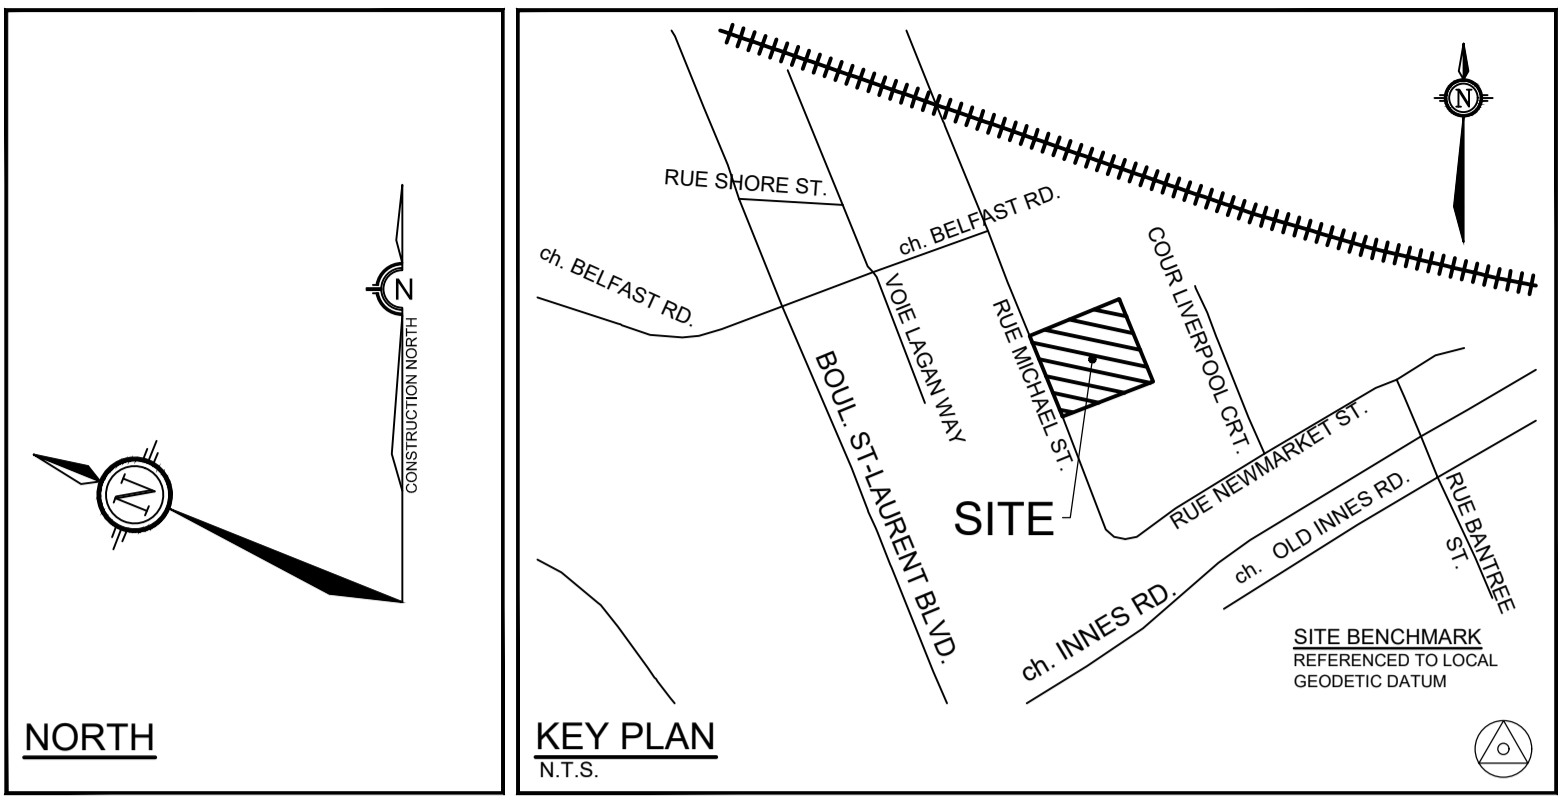 N
CONSTRUCTION NORTH
N
NORTH
N
RUE SHORE ST.
ch. BELFAST RD.
ch. BELFAST RD.
VOIE LAGAN WAY
RUE MICHAEL ST.
COUR LIVERPOOL CRT.
BOUL. ST-LAURENT BLVD.
SITE
RUE NEWMARKET ST.
ch. OLD INNES RD.
RUE BANTREE
ST.
ch. INNES RD.
SITE BENCHMARK
REFERENCED TO LOCAL
GEODETIC DATUM
KEY PLAN
N.T.S.